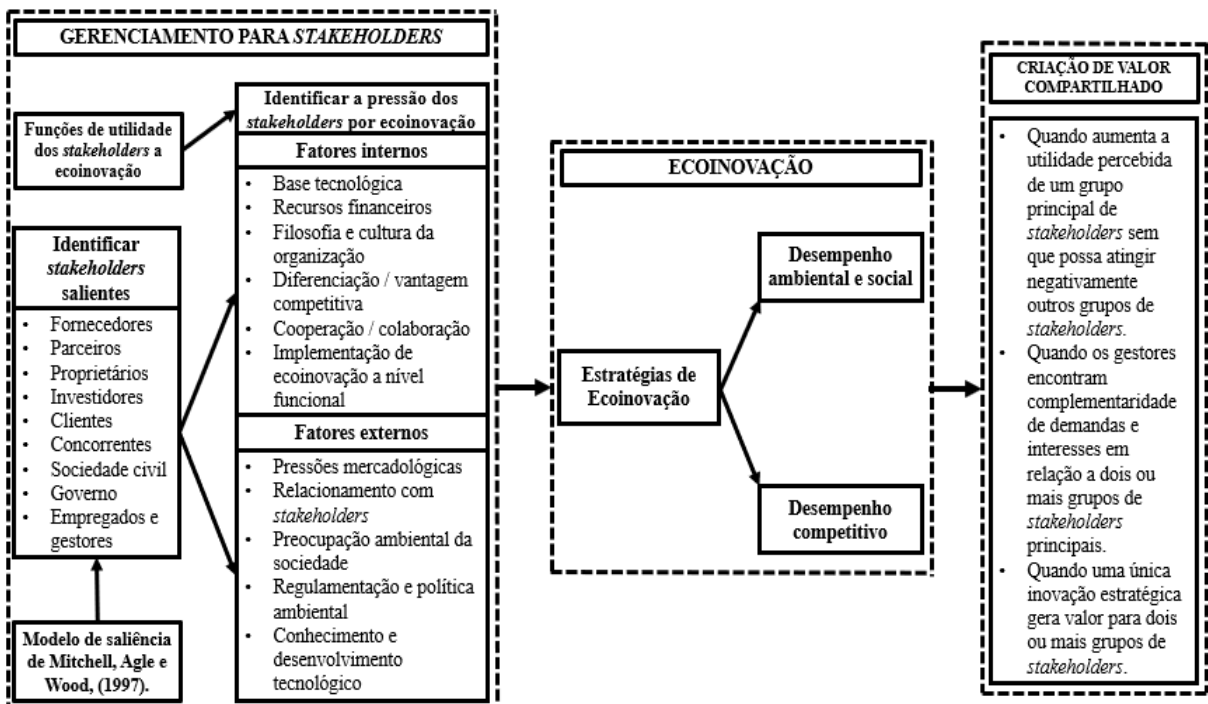 GERENCIAMENTO PARA STAKEHOLDERS
Funções de utilidade
dos stakeholders a
ecoinovação
Identificar
stakeholders
salientes
• Fornecedores
• Parceiros
• Proprietários
• Investidores
• Clientes
• Concorrentes
• Sociedade civil
• Governo
• Empregados e
gestores
Modelo de saliência
de Mitchell, Agle e
Wood, (1997).
Identificar a pressão dos
stakeholders por ecoinovação
Fatores internos
• Base tecnológica
• Recursos financeiros
• Filosofia e cultura da
organização
• Diferenciação / vantagem
competitiva
• Cooperação / colaboração
• Implementação de
ecoinovação a nível
funcional
Fatores externos
• Pressões mercadológicas
• Relacionamento com
stakeholders
• Preocupação ambiental da
sociedade
• Regulamentação e política
ambiental
• Conhecimento e
desenvolvimento
tecnológico
ECOINOVAÇÃO
Estratégias de
Ecoinovação
Desempenho
ambiental e social
Desempenho
competitivo
CRIAÇÃO DE VALOR
COMPARTILHADO
• Quando aumenta a
utilidade percebida
de um grupo
principal de
stakeholders sem
que possa atingir
negativamente
outros grupos de
stakeholders.
• Quando os gestores
encontram
complementaridade
de demandas e
interesses em
relação a dois ou
mais grupos de
stakeholders
principais.
• Quando uma única
inovação estratégica
gera valor para dois
ou mais grupos de
stakeholders.